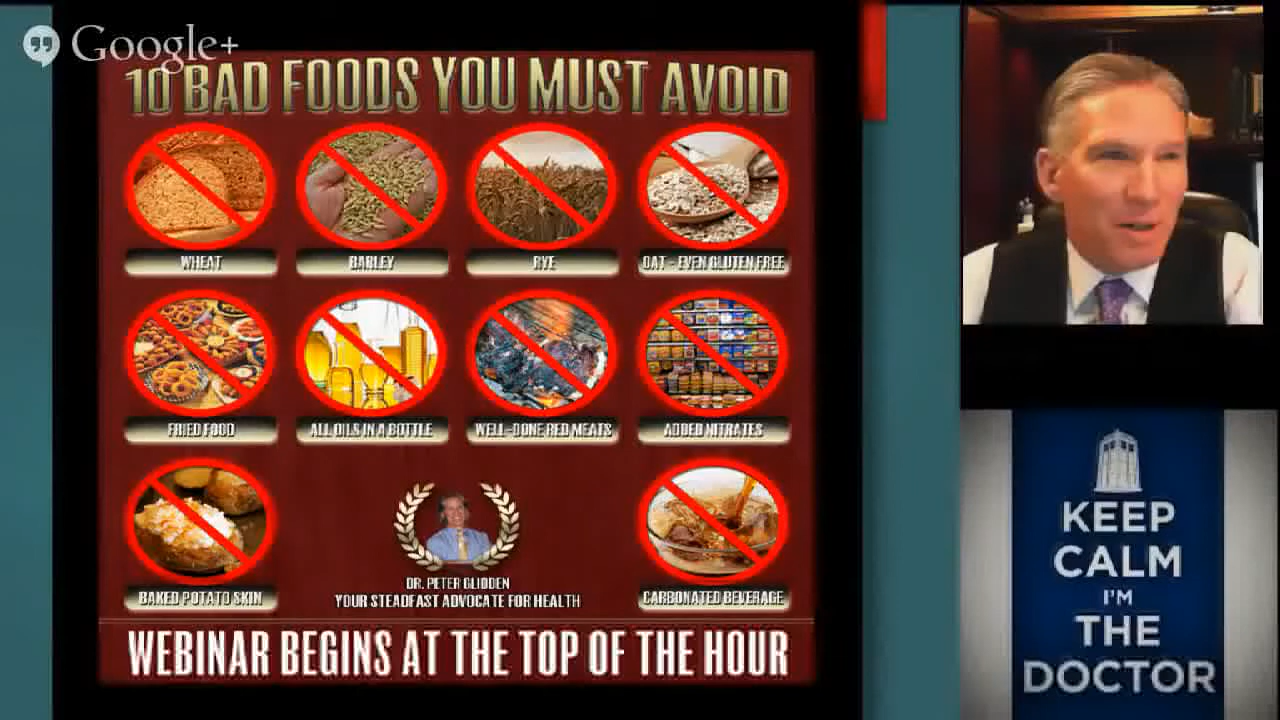 Google+
10 BAD FOODS YOU MUST AVOID
WHEAT
BARLEY
RYE
OAT - EVEN GLUTEN FREE
FRIED FOOD
ALL OILS IN A BOTTLE
WELL-DONE RED MEATS
ADDED NITRATES
BAKED POTATO SKIN
DR. PETER GLIDDEN
YOUR STEADFAST ADVOCATE FOR HEALTH
CARBONATED BEVERAGE
WEBINAR BEGINS AT THE TOP OF THE HOUR
KEEP
CALM
I'M
THE
DOCTOR